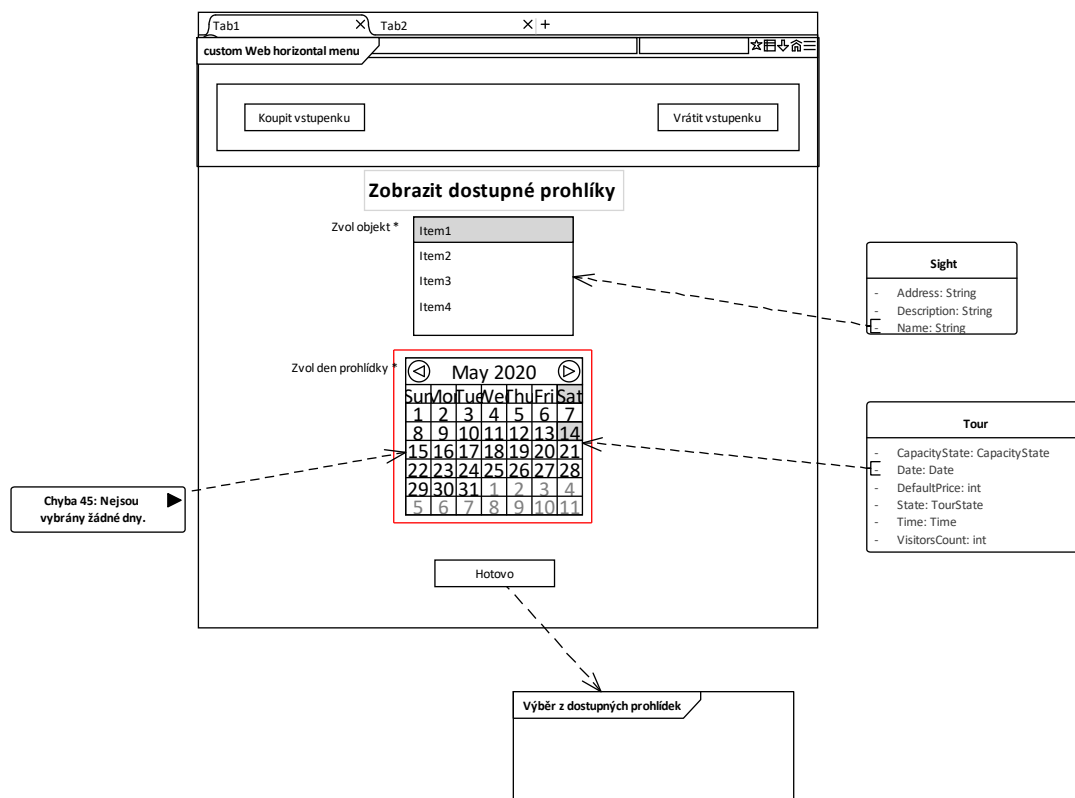 Tab1
Tab2
+
custom Web horizontal menu
Koupit vstupenku
Vrátit vstupenku
Zobrazit dostupné prohlíky
Zvol objekt *
Item1
Item2
Item3
Item4
Sight
- Address: String
- Description: String
- Name: String
Zvol den prohlídky *
May 2020
Sun Mon Tue Wed Thu Fri Sat
1 2 3 4 5 6 7
8 9 10 11 12 13 14
15 16 17 18 19 20 21
22 23 24 25 26 27 28
29 30 31 1 2 3 4
5 6 7 8 9 10 11
Tour
- CapacityState: CapacityState
- Date: Date
- DefaultPrice: int
- State: TourState
- Time: Time
- VisitorsCount: int
Chyba 45: Nejsou
vybrány žádné dny.
Hotovo
Výběr z dostupných prohlídek